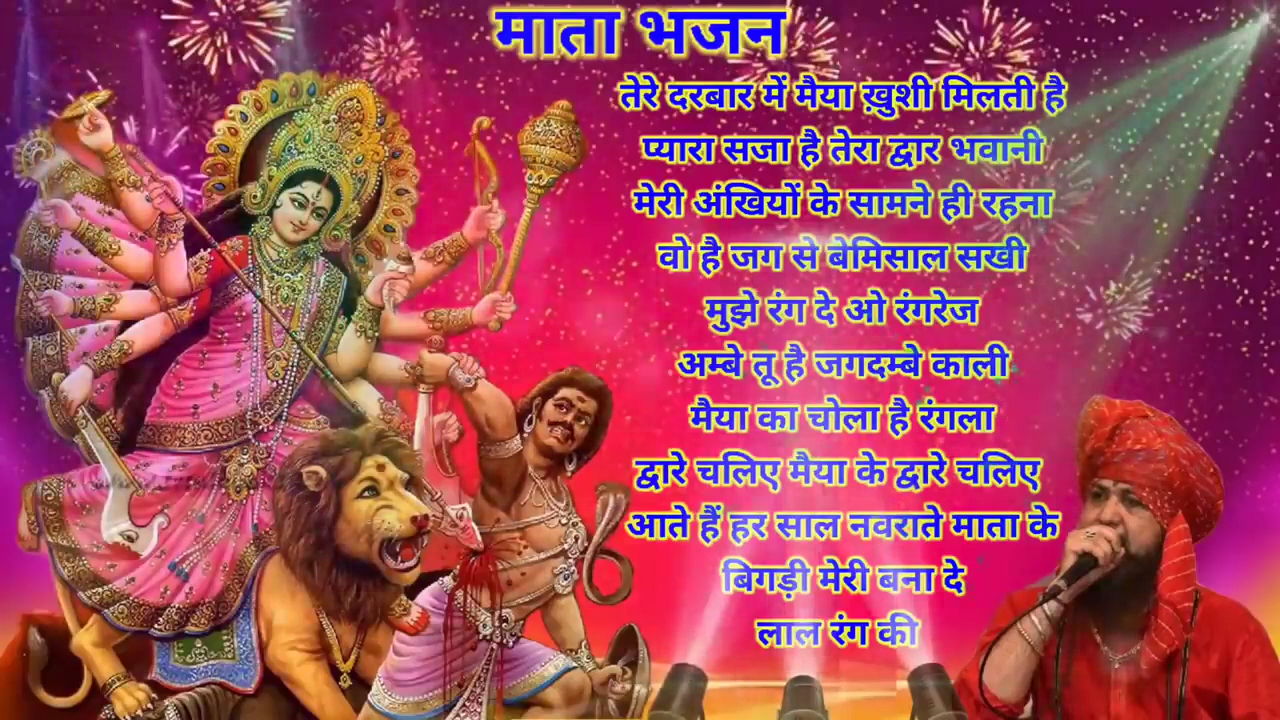 माता भजन
तेरे दरबार में मैया ख़ुशी मिलती है
प्यारा सजा है तेरा द्वार भवानी
मेरी अंखियों के सामने ही रहना
वो है जग से बेमिसाल सखी
मुझे रंग दे ओ रंगरेज
अम्बे तू है जगदम्बे काली
मैया का चोला है रंगला
द्वारे चलिए मैया के द्वारे चलिए
आते हैं हर साल नवराते माता के
बिगड़ी मेरी बना दे
लाल रंग की